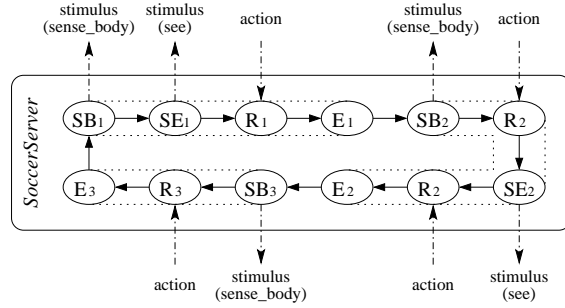 stimulus
(sense_body)
stimulus
(see)
action
stimulus
(sense_body)
action
SoccerServer
SB1
SE1
R1
E1
SB2
R2
E3
R3
SB3
E2
R2
SE2
action
stimulus
(sense_body)
action
stimulus
(see)